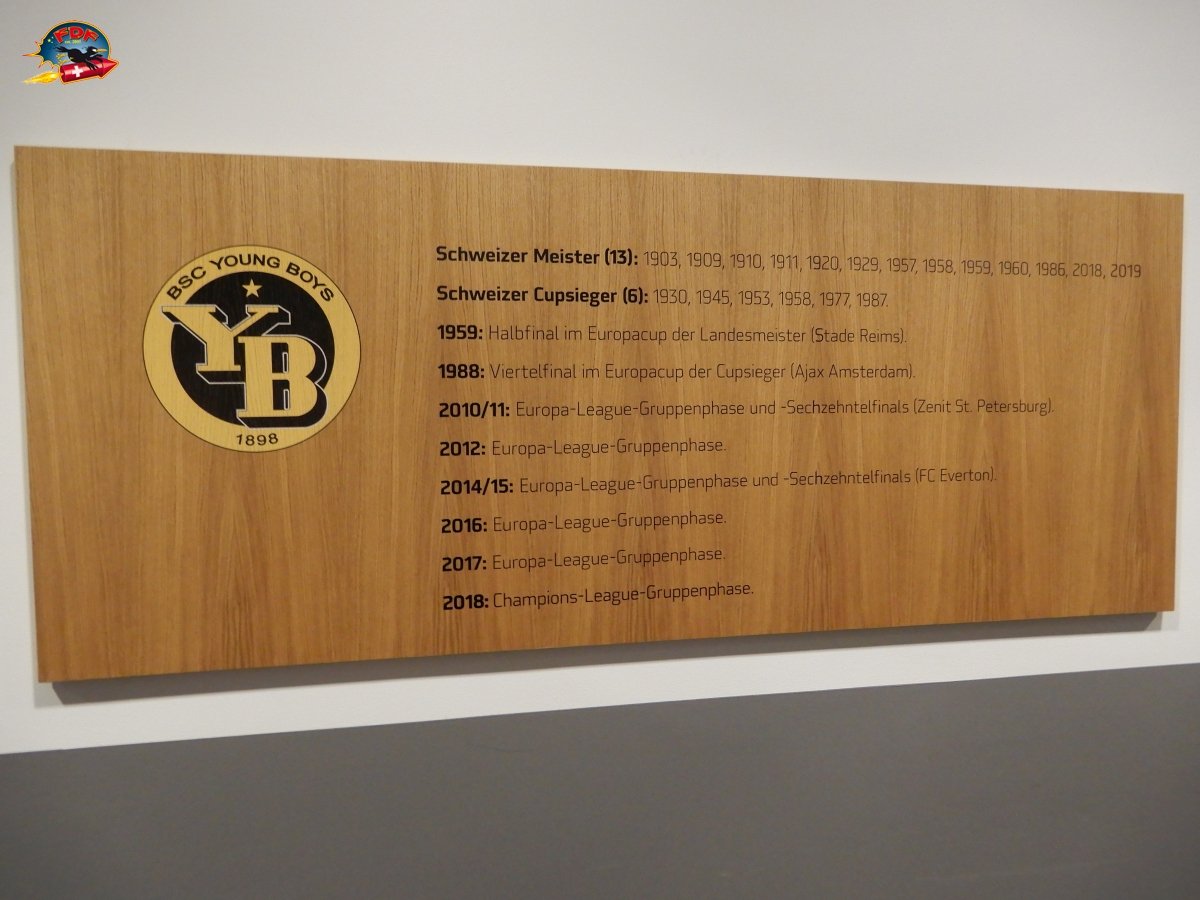 FDF
BSC YOUNG BOYS
YB
1898
Schweizer Meister (13): 1903, 1909, 1910, 1911, 1920, 1929, 1957, 1958, 1959, 1960, 1986, 2018, 2019
Schweizer Cupsieger (6): 1930, 1945, 1953, 1958, 1977, 1987.
1959: Halbfinal im Europacup der Landesmeister (Stade Reims).
1988: Viertelfinal im Europacup der Cupsieger (Ajax Amsterdam).
2010/11: Europa-League-Gruppenphase und -Sechzehntelfinals (Zenit St. Petersburg).
2012: Europa-League-Gruppenphase.
2014/15: Europa-League-Gruppenphase und -Sechzehntelfinals (FC Everton).
2016: Europa-League-Gruppenphase.
2017: Europa-League-Gruppenphase.
2018: Champions-League-Gruppenphase.